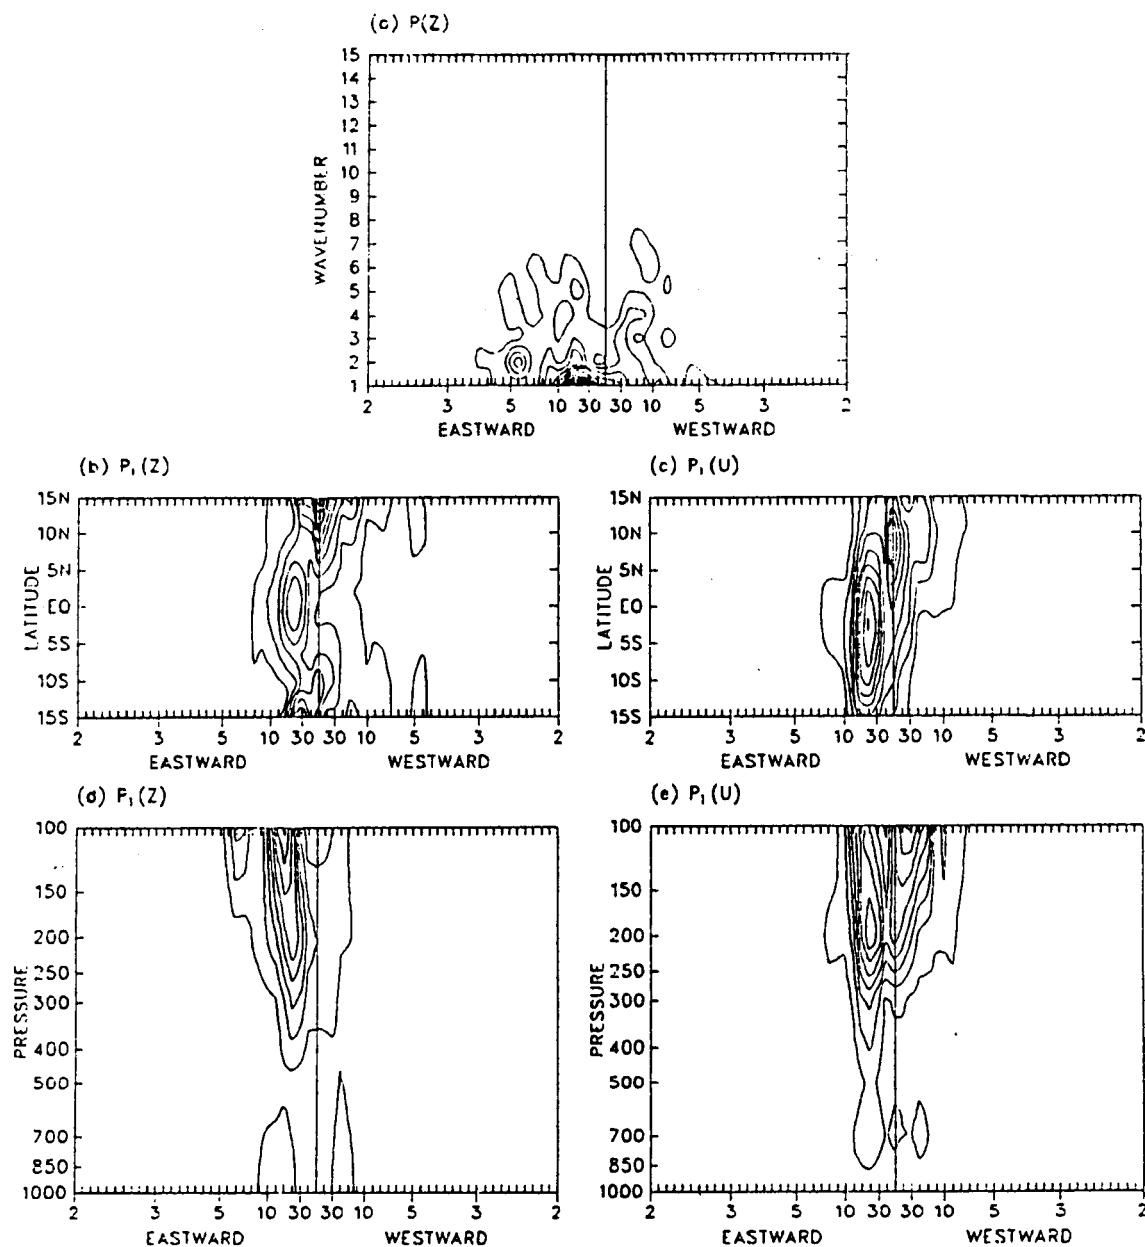 (a) P(Z)
15
14
13
12
11
10
9
8
7
6
5
4
3
2
1
WAVENUMBER
2 3 5 10 30 30 10 5 3 2
EASTWARD WESTWARD
(b) P₁(Z)
15N
10N
5N
EQ
5S
10S
15S
LATITUDE
2 3 5 10 30 30 10 5 3 2
EASTWARD WESTWARD
(c) P₁(U)
15N
10N
5N
EQ
5S
10S
15S
LATITUDE
2 3 5 10 30 30 10 5 3 2
EASTWARD WESTWARD
(d) P₁(Z)
100
150
200
250
300
400
500
700
850
1000
PRESSURE
2 3 5 10 30 30 10 5 3 2
EASTWARD WESTWARD
(e) P₁(U)
100
150
200
250
300
400
500
700
850
1000
PRESSURE
2 3 5 10 30 30 10 5 3 2
EASTWARD WESTWARD